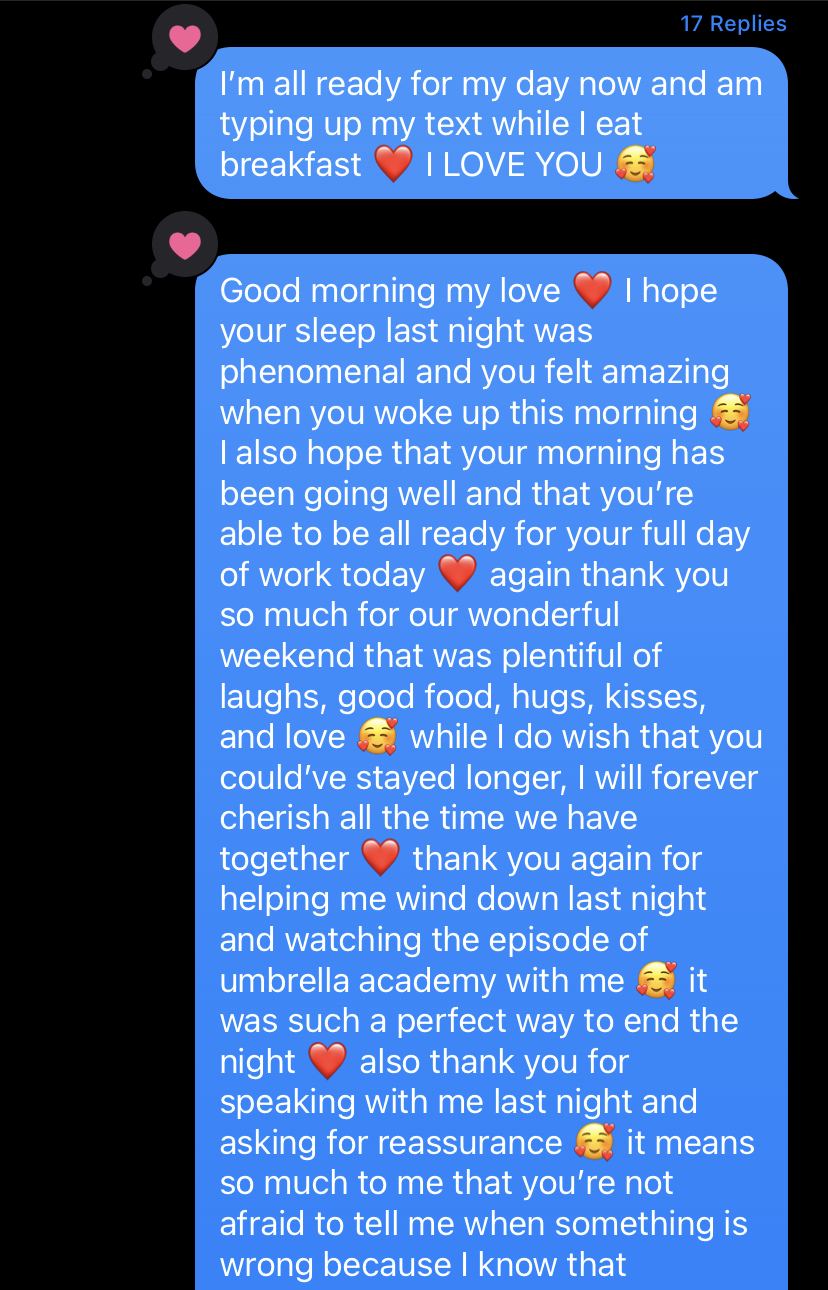 17 Replies
I’m all ready for my day now and am
typing up my text while I eat
breakfast ❤️ I LOVE YOU 🥰
Good morning my love ❤️ I hope
your sleep last night was
phenomenal and you felt amazing
when you woke up this morning 🥰
I also hope that your morning has
been going well and that you’re
able to be all ready for your full day
of work today ❤️ again thank you
so much for our wonderful
weekend that was plentiful of
laughs, good food, hugs, kisses,
and love 🥰 while I do wish that you
could’ve stayed longer, I will forever
cherish all the time we have
together ❤️ thank you again for
helping me wind down last night
and watching the episode of
umbrella academy with me 🥰 it
was such a perfect way to end the
night ❤️ also thank you for
speaking with me last night and
asking for reassurance 🥰 it means
so much to me that you’re not
afraid to tell me when something is
wrong because I know that